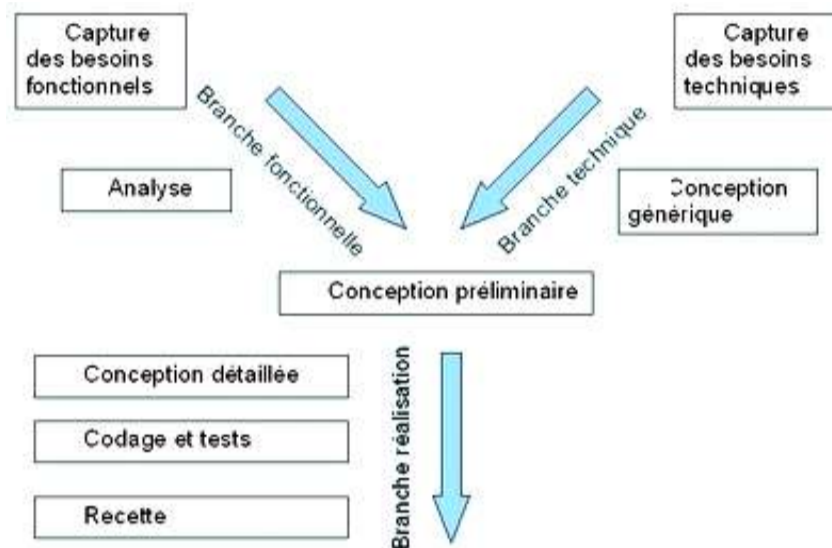 Capture
des besoins
fonctionnels
Capture
des besoins
techniques
Branche fonctionnelle
Branche technique
Analyse
Conception
générique
Conception préliminaire
Branche réalisation
Conception détaillée
Codage et tests
Recette